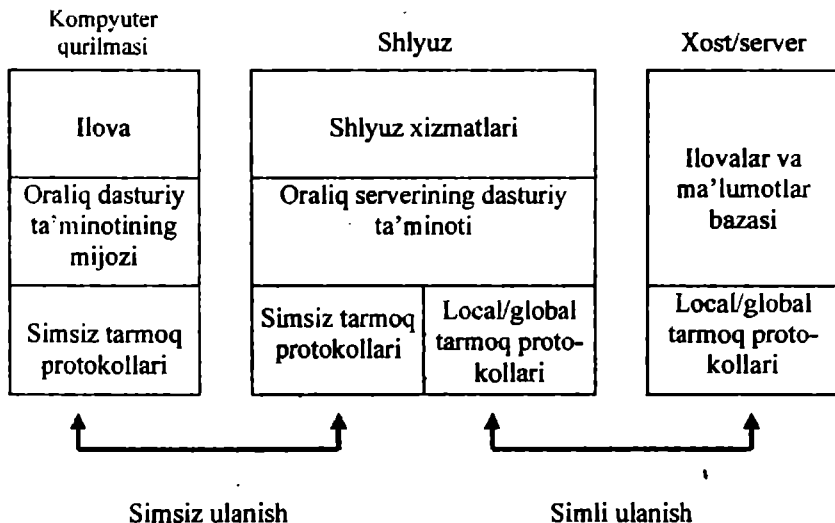 Kompyuter
qurilmasi
Shlyuz
Xost/server
Ilova
Oraliq dasturiy
ta'minotining
mijozi
Simsiz tarmoq
protokollari
Shlyuz xizmatlari
Oraliq serverining dasturiy
ta'minoti
Simsiz tarmoq
protokollari
Local/global
tarmoq proto-
kollari
Ilovalar va
ma'lumotlar
bazasi
Local/global
tarmoq proto-
kollari
Simsiz ulanish
Simli ulanish